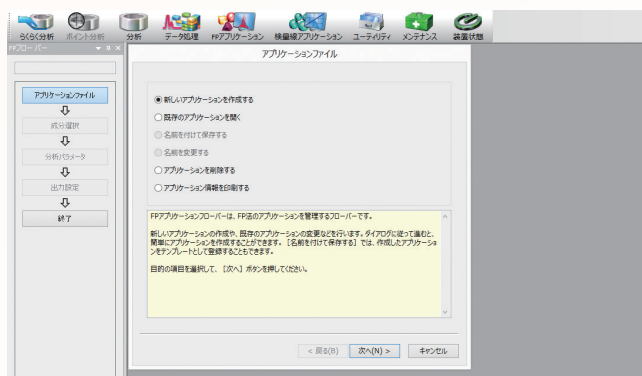 らくらく分析 ポイント分析 分析 データ処理 FPアプリケーション 検量線アプリケーション ユーティリティ メンテナンス 装置状態
FPフローバー
アプリケーションファイル
アプリケーションファイル
成分選択
分析パラメータ
出力設定
終了
新しいアプリケーションを作成する
既存のアプリケーションを開く
名前を付けて保存する
名前を変更する
アプリケーションを削除する
アプリケーション情報を印刷する
FPアプリケーションフローバーは、FP法のアプリケーションを管理するフローバーです。
新しいアプリケーションの作成や、既存のアプリケーションの変更などを行います。ダイアログに従って進むと、
簡単にアプリケーションを作成することができます。［名前を付けて保存する］では、作成したアプリケーショ
ンをテンプレートとして登録することもできます。
目的の項目を選択して、［次へ］ボタンを押してください。
< 戻る(B) 次へ(N) > キャンセル